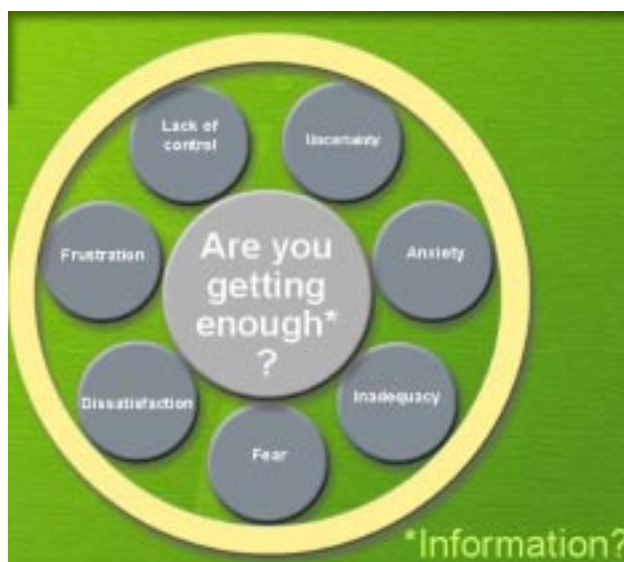 Lack of
control
Uncertainty
Frustration
Are you
getting
enough*
?
Anxiety
Dissatisfaction
Inadequacy
Fear
*Information?